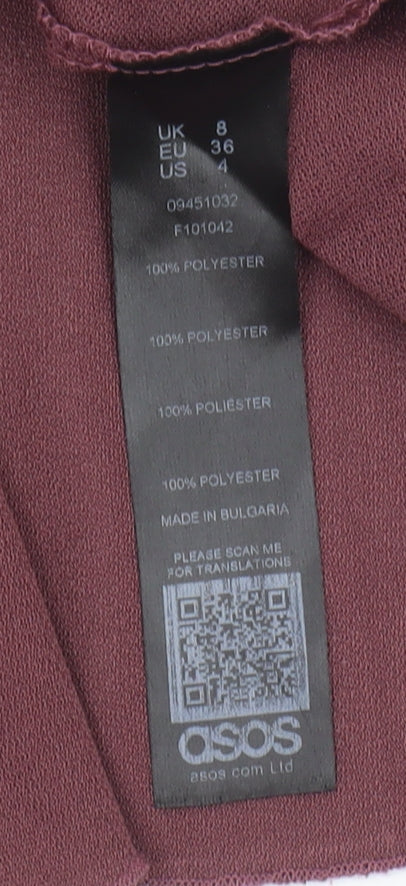 UK 8
EU 36
US 4
09451032
F101042
100% POLYESTER
100% POLYESTER
100% POLIÉSTER
100% POLYESTER
MADE IN BULGARIA
PLEASE SCAN ME
FOR TRANSLATIONS
asos
asos com Ltd